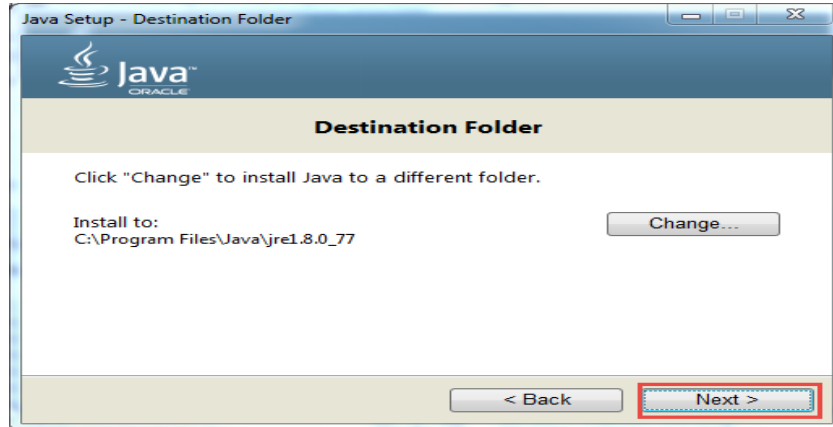 Java Setup - Destination Folder
Java™
ORACLE
Destination Folder
Click "Change" to install Java to a different folder.
Install to:
C:\Program Files\Java\jre1.8.0_77
Change...
< Back
Next >